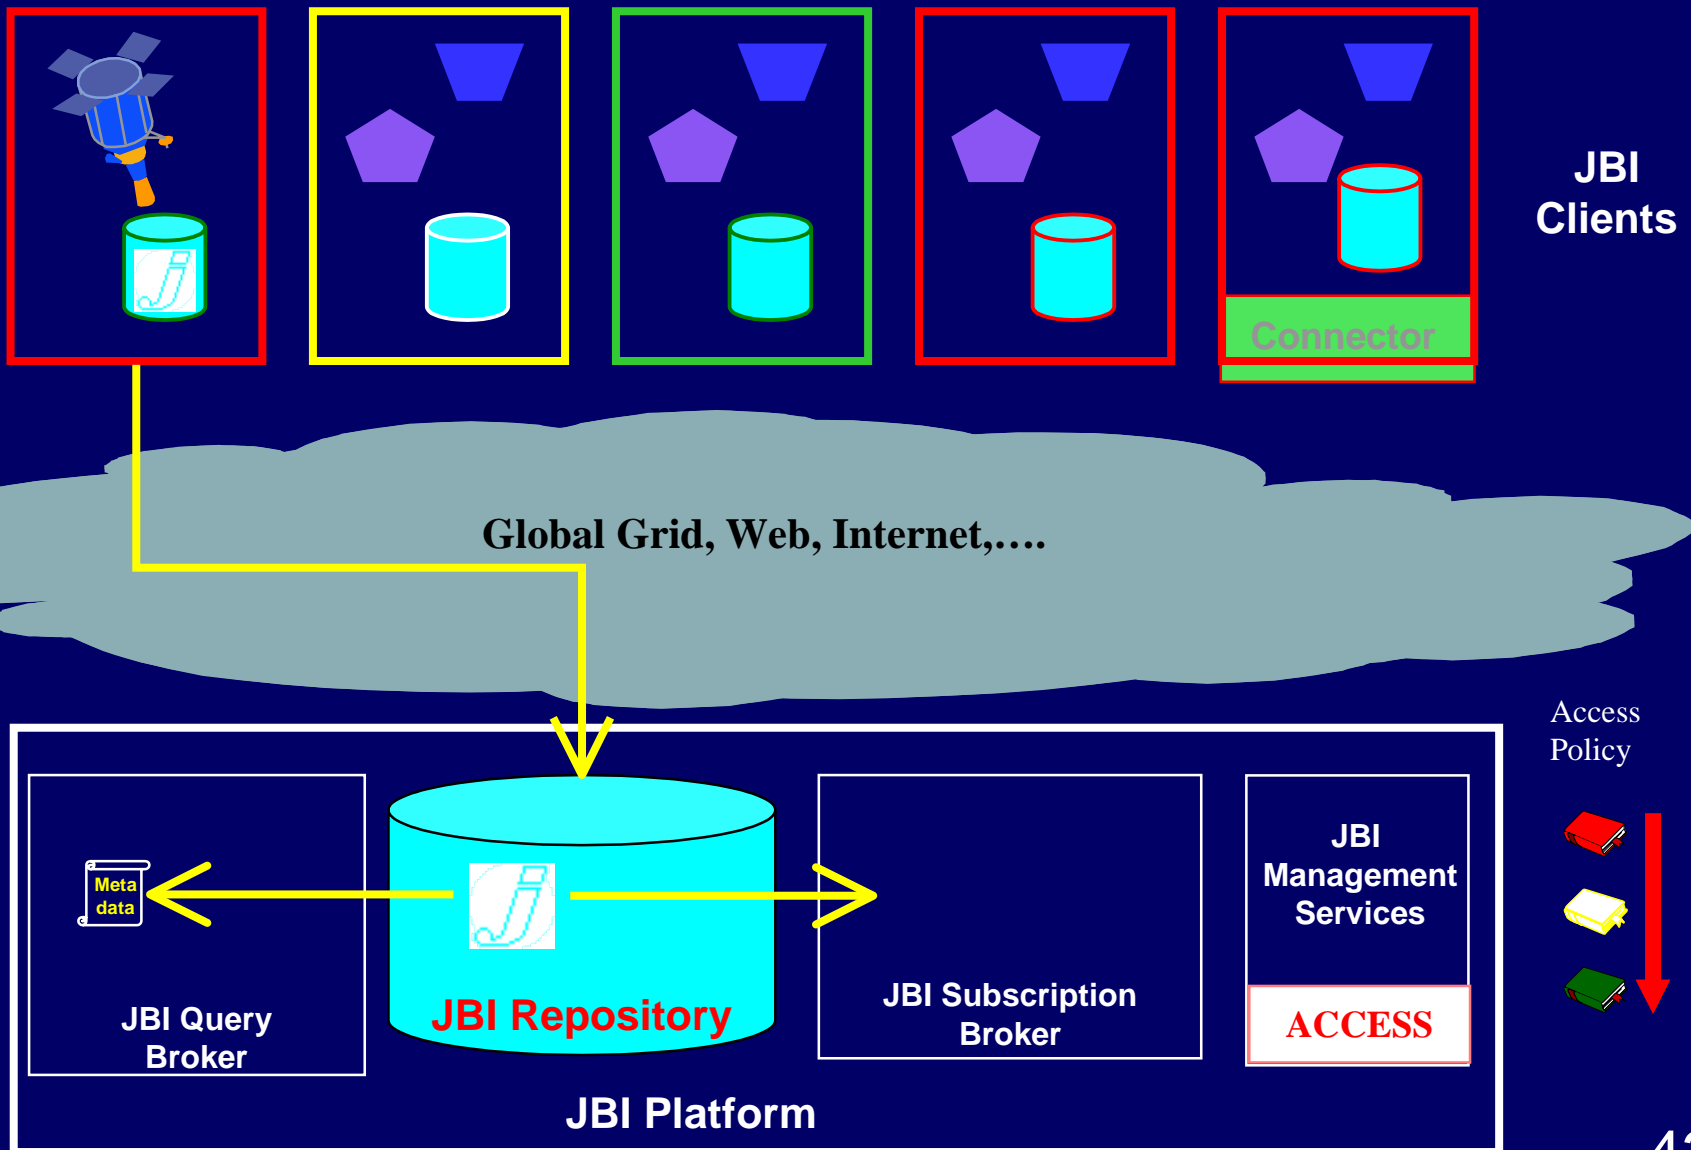 JBI
Clients
Connector
Global Grid, Web, Internet,....
Access
Policy
Meta
data
JBI Query
Broker
JBI Repository
JBI Subscription
Broker
JBI
Management
Services
ACCESS
JBI Platform